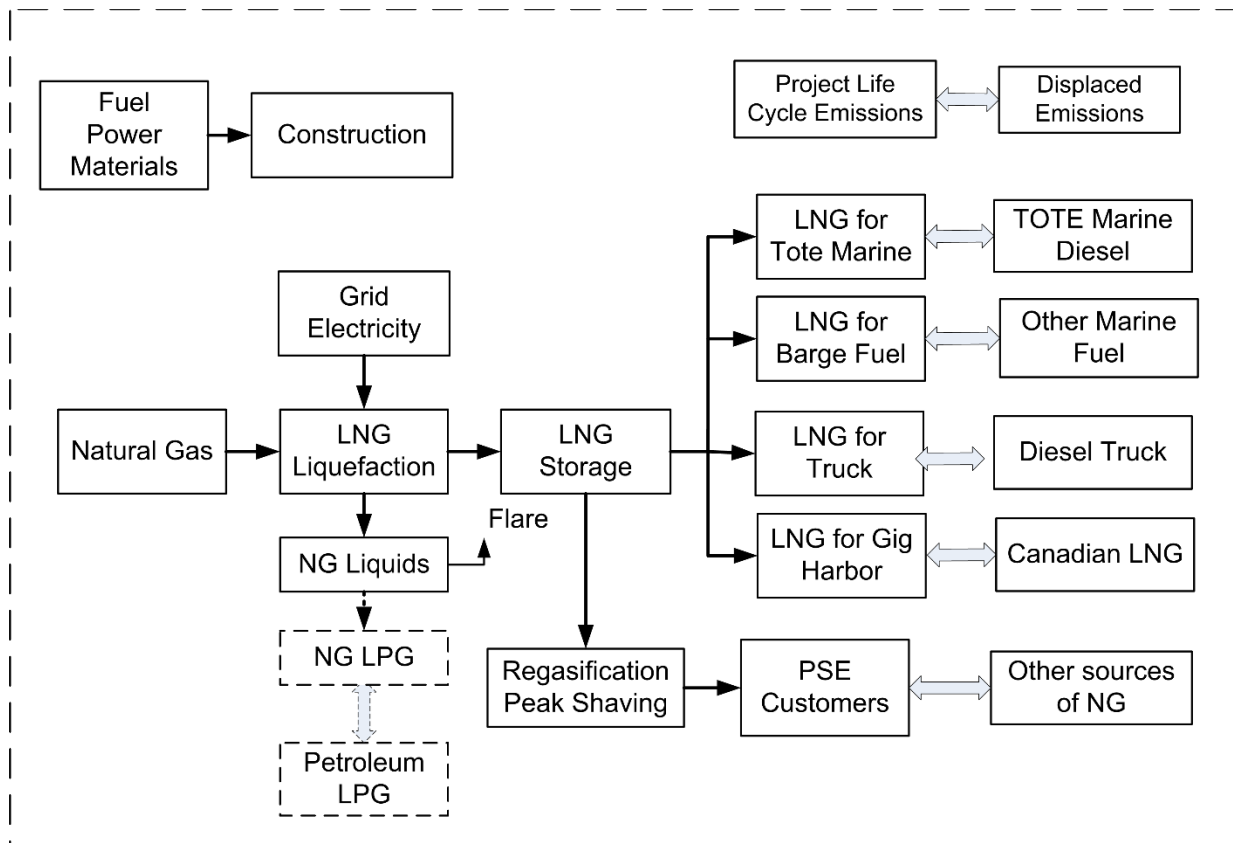 Fuel
Power
Materials
Construction
Project Life
Cycle Emissions
Displaced
Emissions
LNG for
Tote Marine
TOTE Marine
Diesel
Grid
Electricity
LNG for
Barge Fuel
Other Marine
Fuel
Natural Gas
LNG
Liquefaction
LNG
Storage
LNG for
Truck
Diesel Truck
Flare
NG Liquids
LNG for Gig
Harbor
Canadian LNG
NG LPG
Regasification
Peak Shaving
PSE
Customers
Other sources
of NG
Petroleum
LPG